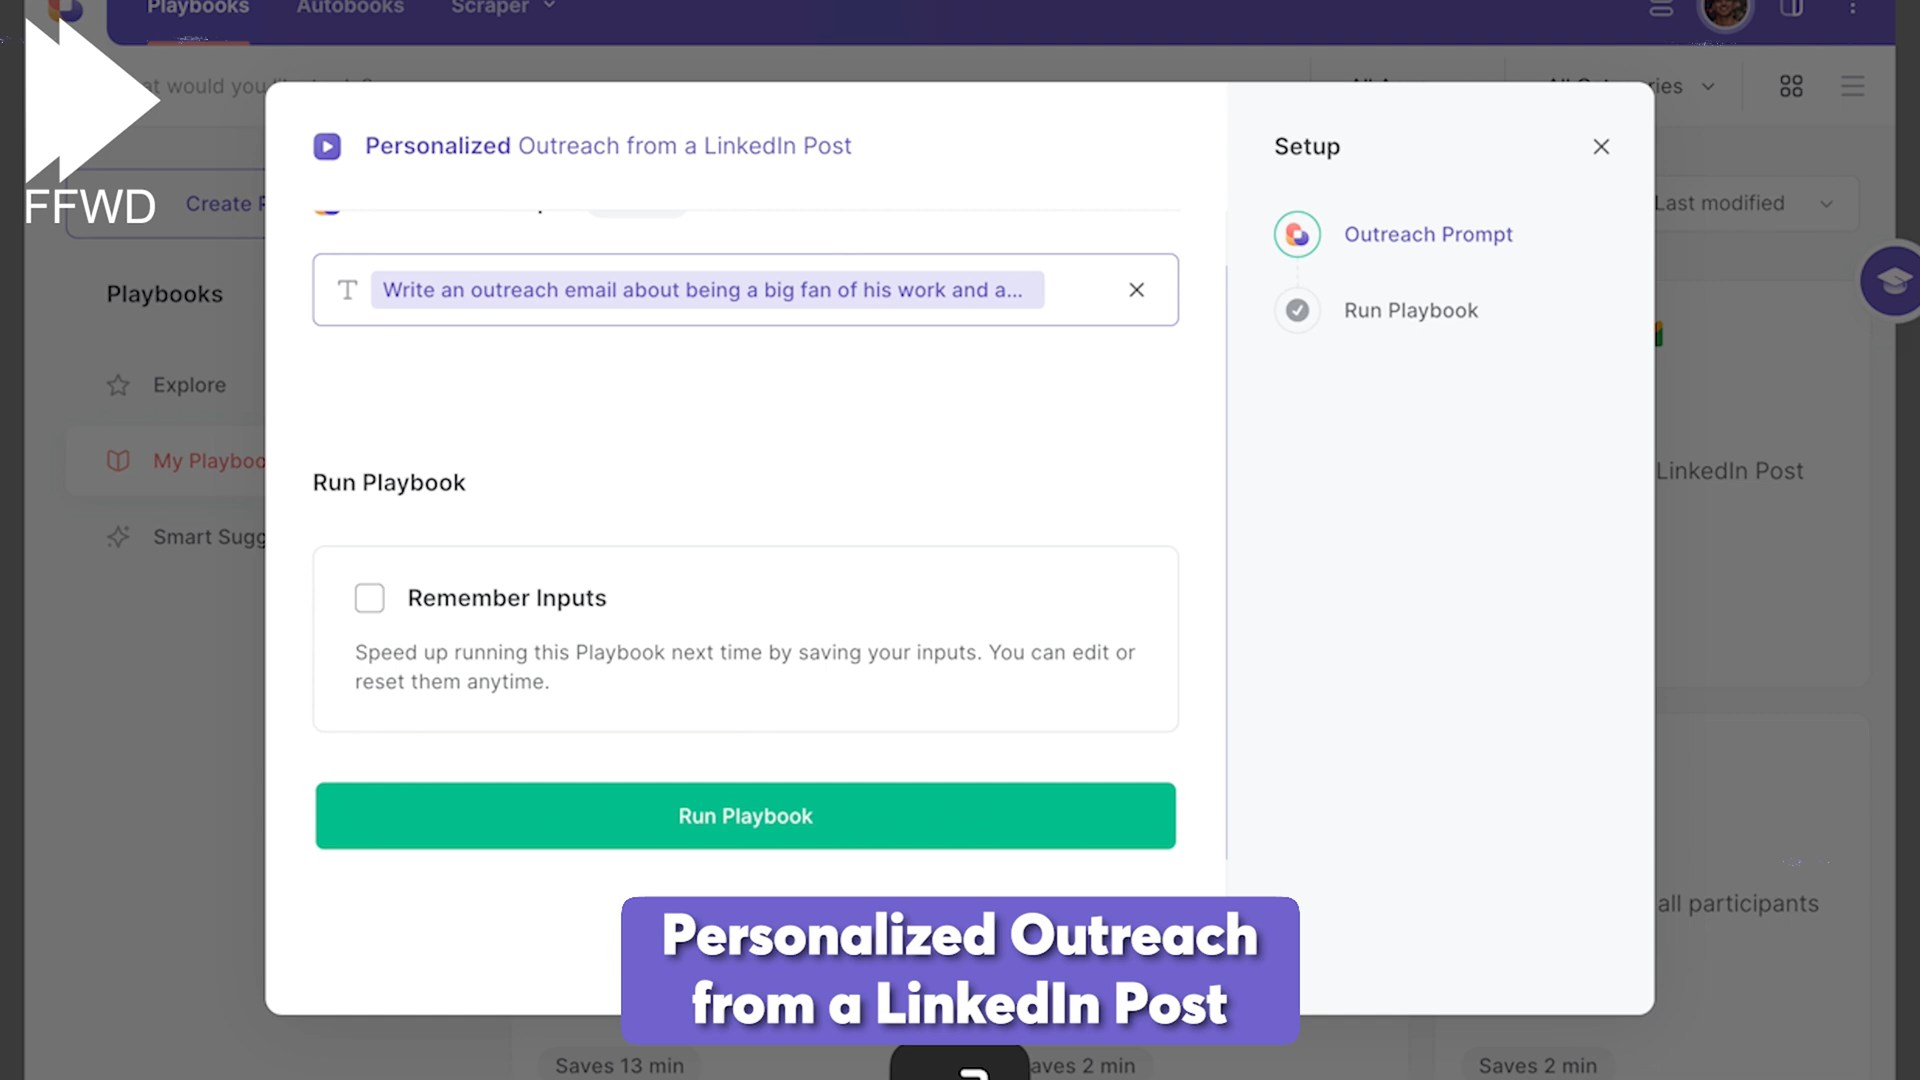 Playbooks
Autobooks
Scraper
at would you
ries
FFWD
Create
Last modified
Personalized Outreach from a LinkedIn Post
Write an outreach email about being a big fan of his work and a...
Setup
Outreach Prompt
Run Playbook
Playbooks
Explore
My Playboo
Smart Sugg
Run Playbook
Remember Inputs
Speed up running this Playbook next time by saving your inputs. You can edit or
reset them anytime.
Run Playbook
LinkedIn Post
all participants
Personalized Outreach
from a LinkedIn Post
Saves 13 min
aves 2 min
Saves 2 min